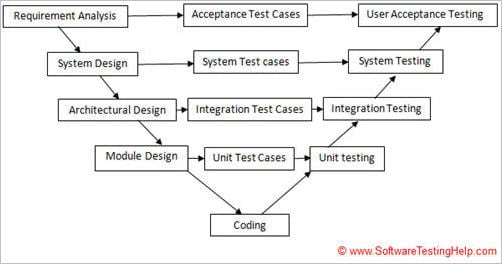 Requirement Analysis
Acceptance Test Cases
User Acceptance Testing
System Design
System Test cases
System Testing
Architectural Design
Integration Test Cases
Integration Testing
Module Design
Unit Test Cases
Unit testing
Coding
© www.SoftwareTestingHelp.com